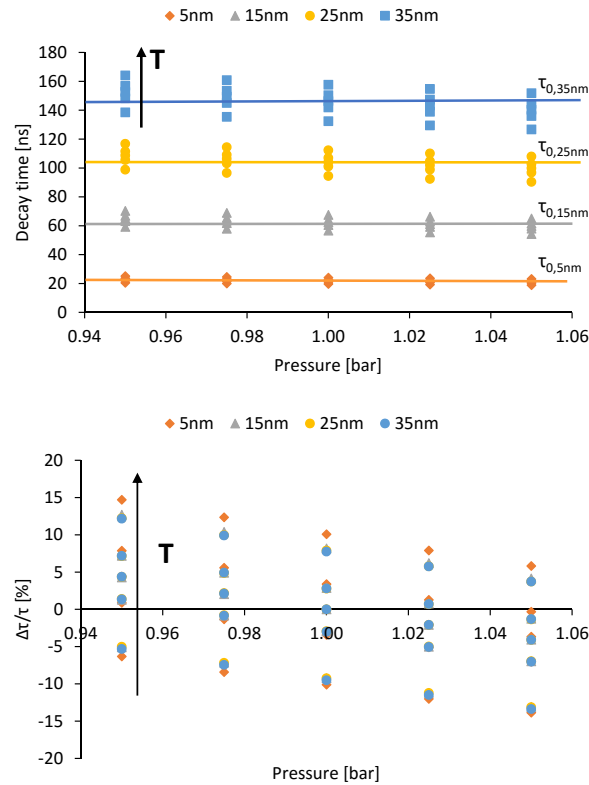 5nm 15nm 25nm 35nm
180
160
140
120
100
80
60
40
20
0
Decay time [ns]
T
τ0,35nm
τ0,25nm
τ0,15nm
τ0,5nm
0.94 0.96 0.98 1.00 1.02 1.04 1.06
Pressure [bar]
5nm 15nm 25nm 35nm
20
15
10
5
0
-5
-10
-15
-20
Δτ/τ [%]
T
0.94 0.96 0.98 1.00 1.02 1.04 1.06
Pressure [bar]